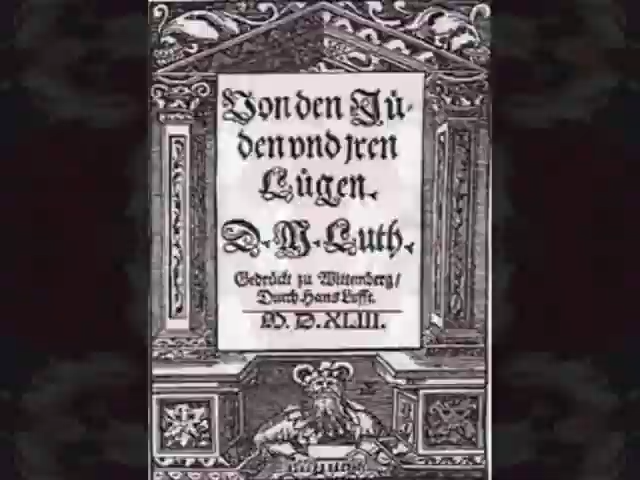 Von den Jü⸗
den vnd jren
Lügen.
D. M. Luth.
Gedrückt zu Wittemberg/
Durch Hans Lufft.
M. D. XLIII.